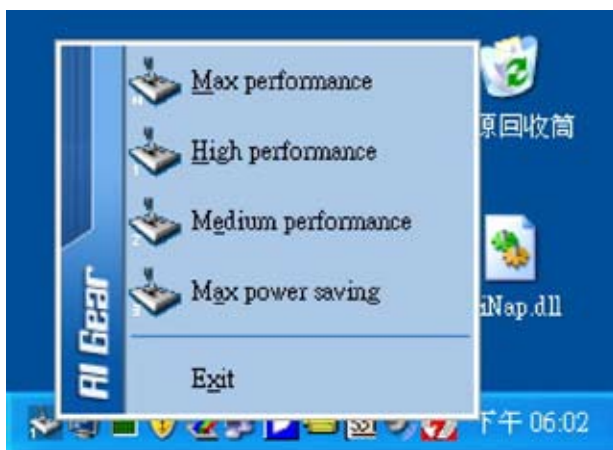 Max performance
High performance
Medium performance
Max power saving
Exit
AI Gear
原回收筒
iNap.dll
下午 06:02